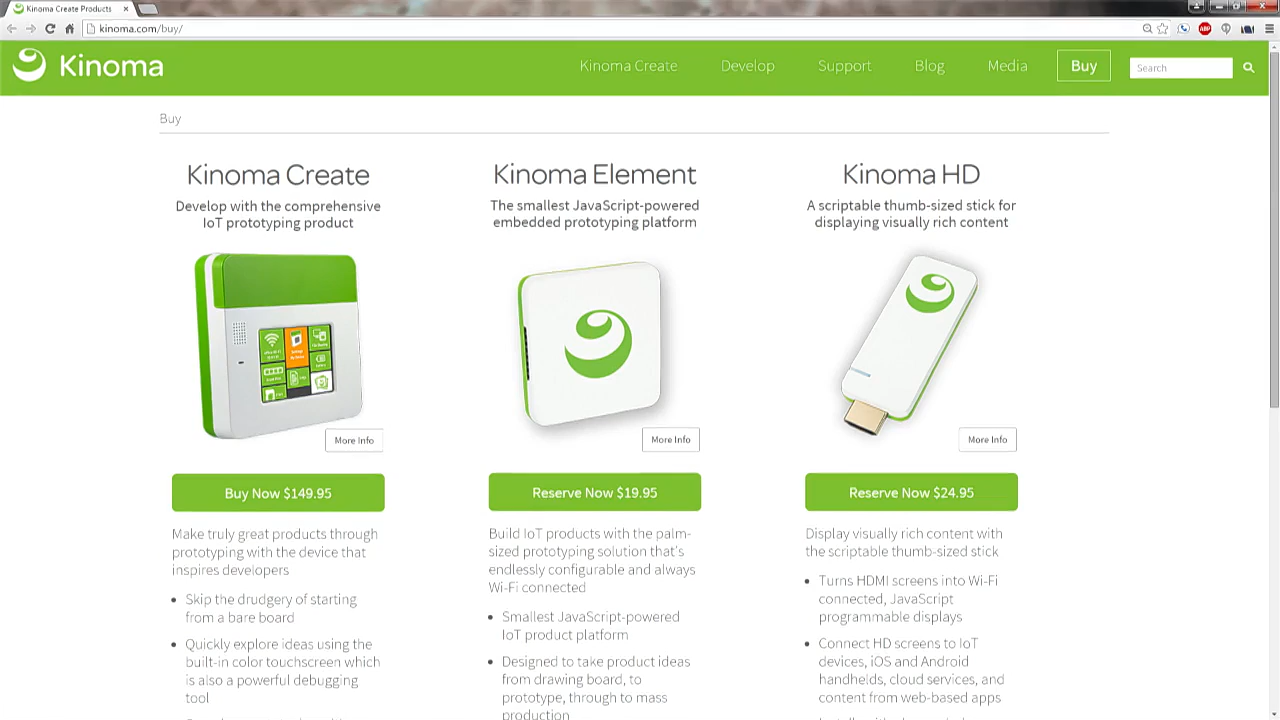 Kinoma Create Products
kinoma.com/buy/
Kinoma
Kinoma Create
Develop
Support
Blog
Media
Buy
Search
Buy
Kinoma Create
Develop with the comprehensive
IoT prototyping product
More Info
Buy Now $149.95
Make truly great products through
prototyping with the device that
inspires developers
• Skip the drudgery of starting
from a bare board
• Quickly explore ideas using the
built-in color touchscreen which
is also a powerful debugging
tool
Kinoma Element
The smallest JavaScript-powered
embedded prototyping platform
More Info
Reserve Now $19.95
Build IoT products with the palm-
sized prototyping solution that's
endlessly configurable and always
Wi-Fi connected
• Smallest JavaScript-powered
IoT product platform
• Designed to take product ideas
from drawing board, to
prototype, through to mass
production
Kinoma HD
A scriptable thumb-sized stick for
displaying visually rich content
More Info
Reserve Now $24.95
Display visually rich content with
the scriptable thumb-sized stick
• Turns HDMI screens into Wi-Fi
connected, JavaScript
programmable displays
• Connect HD screens to IoT
devices, iOS and Android
handhelds, cloud services, and
content from web-based apps